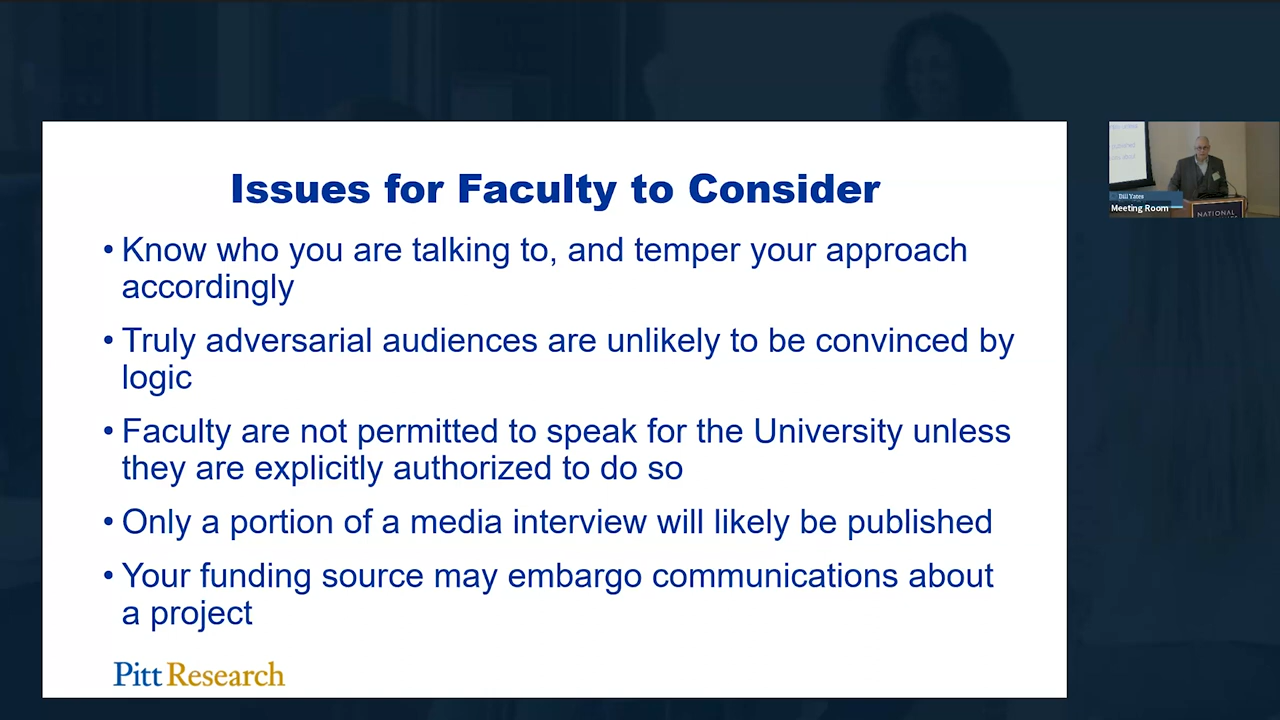 Issues for Faculty to Consider
• Know who you are talking to, and temper your approach
accordingly
• Truly adversarial audiences are unlikely to be convinced by
logic
• Faculty are not permitted to speak for the University unless
they are explicitly authorized to do so
• Only a portion of a media interview will likely be published
• Your funding source may embargo communications about
a project
Pitt Research
Bill Yates
Meeting Room
NATIONAL